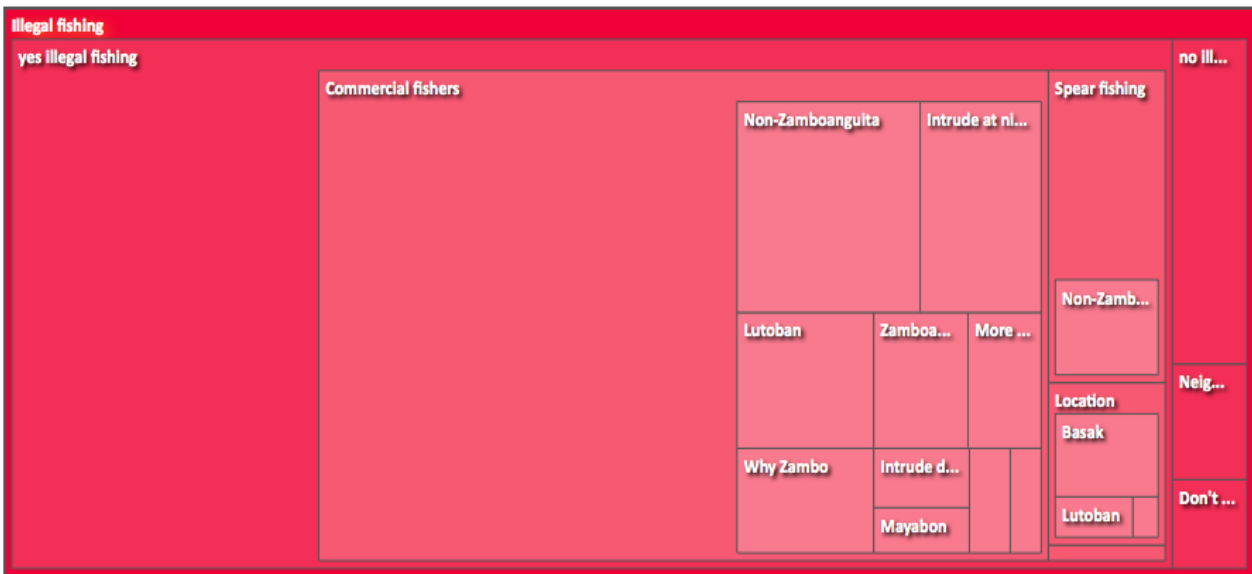 Illegal fishing
yes illegal fishing
no ill...
Commercial fishers
Spear fishing
Non-Zamboanguita
Intrude at ni...
Non-Zamb...
Lutoban
Zamboa...
More ...
Neig...
Location
Basak
Why Zambo
Intrude d...
Don't ...
Lutoban
Mayabon